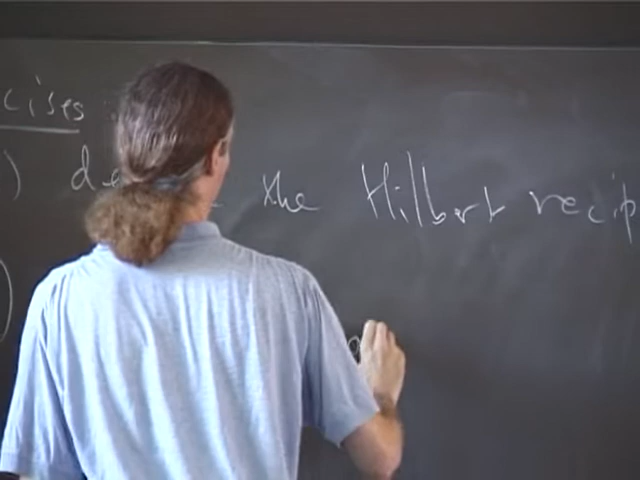 cises
) de the Hilbert recip
)